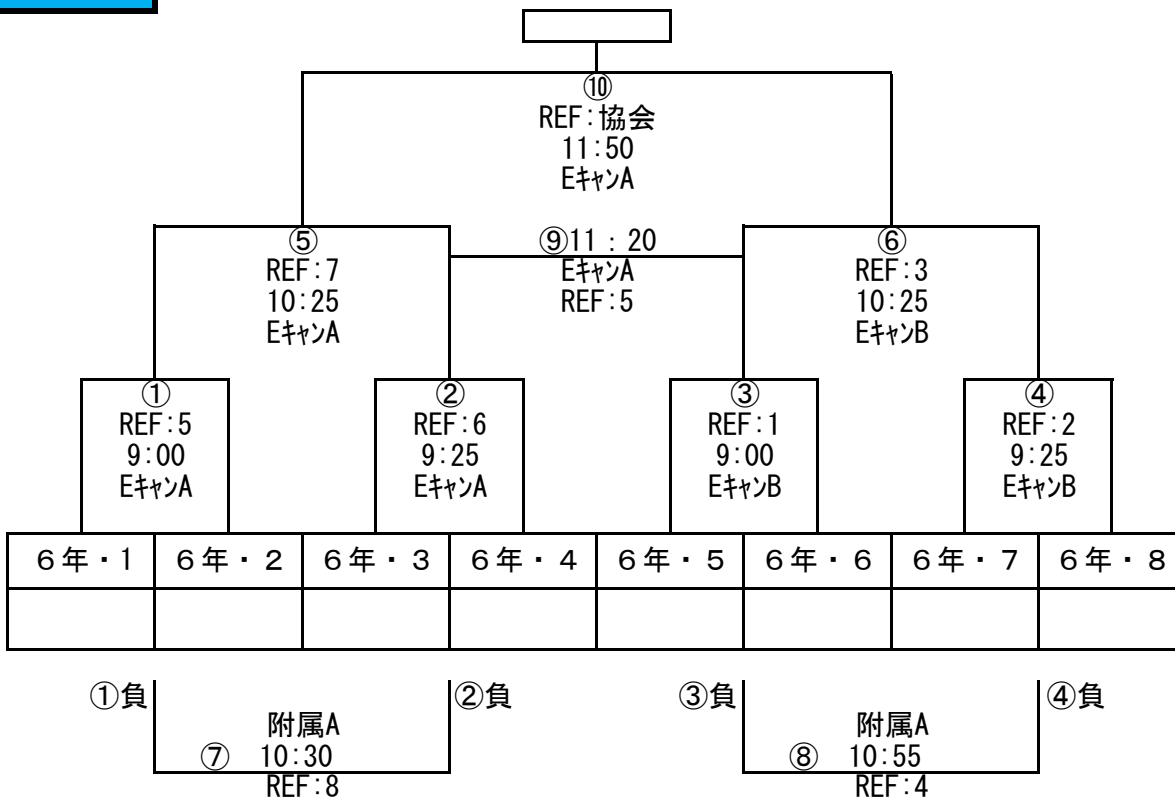 ⑩
REF:協会
11:50
EｷｬﾝA
⑤
REF:7
10:25
EｷｬﾝA
⑨11：20
EｷｬﾝA
REF:5
⑥
REF:3
10:25
EｷｬﾝB
①
REF:5
9:00
EｷｬﾝA
②
REF:6
9:25
EｷｬﾝA
③
REF:1
9:00
EｷｬﾝB
④
REF:2
9:25
EｷｬﾝB
６年・1 ６年・２ ６年・３ ６年・４ ６年・５ ６年・６ ６年・７ ６年・８
①負 ②負 ③負 ④負
附属A
⑦ 10:30
REF:8
附属A
⑧ 10:55
REF:4